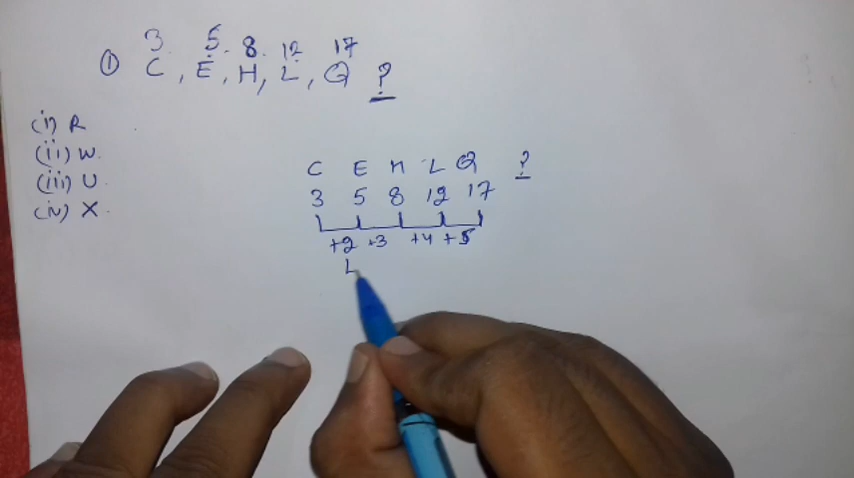 3. 5. 8. 12 17
① C, E, H, L, Q ?
(i) R
(ii) W.
(iii) U
(iv) X.
C E H L Q ?
3 5 8 12 17
+2 +3 +4 +5
L